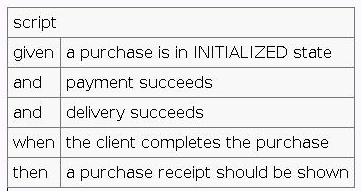 script
given a purchase is in INITIALIZED state
and payment succeeds
and delivery succeeds
when the client completes the purchase
then a purchase receipt should be shown